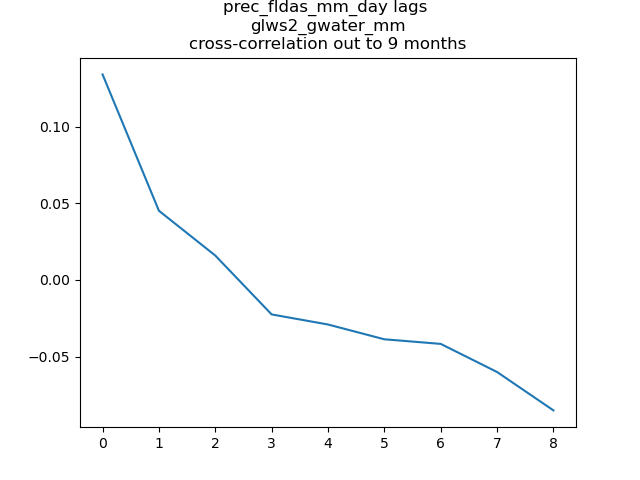 prec_fldas_mm_day lags
glws2_gwater_mm
cross-correlation out to 9 months
0.10
0.05
0.00
−0.05
0 1 2 3 4 5 6 7 8